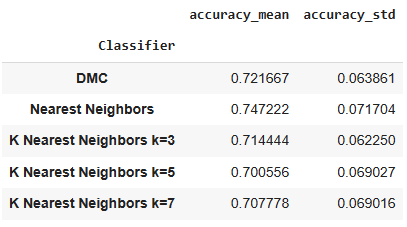 accuracy_mean accuracy_std
Classifier
DMC 0.721667 0.063861
Nearest Neighbors 0.747222 0.071704
K Nearest Neighbors k=3 0.714444 0.062250
K Nearest Neighbors k=5 0.700556 0.069027
K Nearest Neighbors k=7 0.707778 0.069016